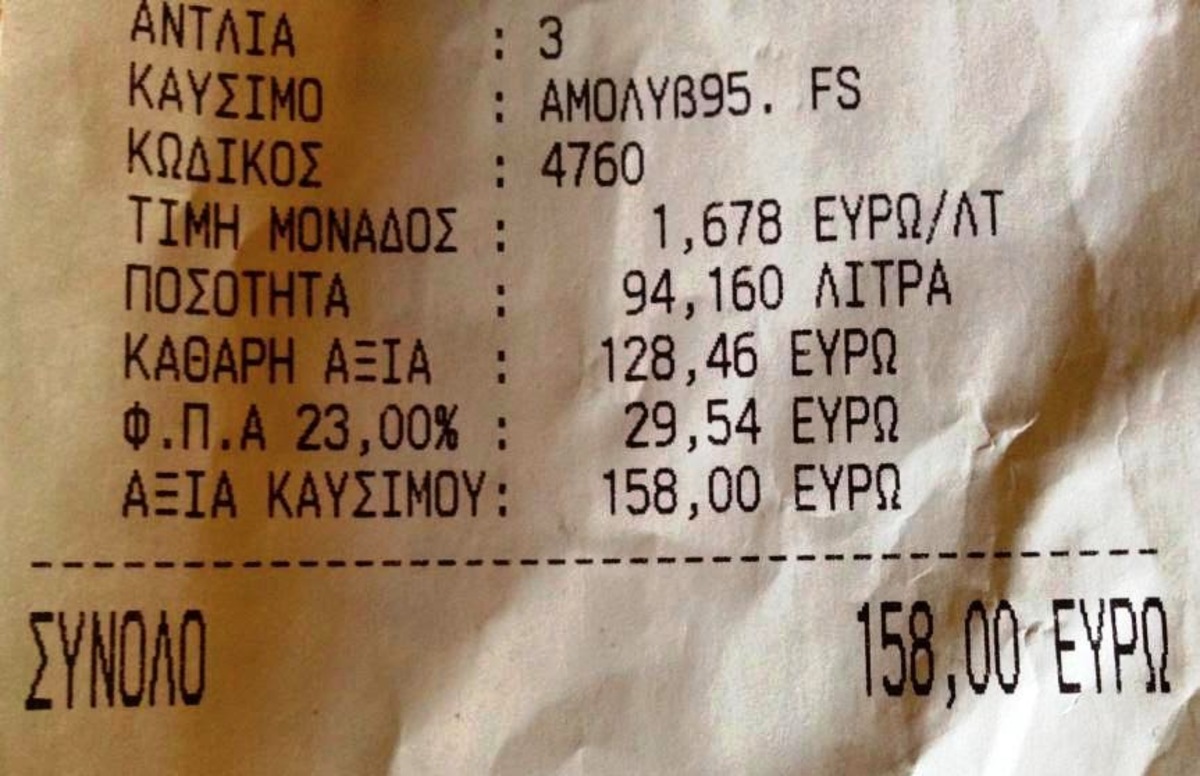 ΑΝΤΛΙΑ : 3
ΚΑΥΣΙΜΟ : ΑΜΟΛΥΒ95. FS
ΚΩΔΙΚΟΣ : 4760
ΤΙΜΗ ΜΟΝΑΔΟΣ : 1,678 ΕΥΡΩ/ΛΤ
ΠΟΣΟΤΗΤΑ : 94,160 ΛΙΤΡΑ
ΚΑΘΑΡΗ ΑΞΙΑ : 128,46 ΕΥΡΩ
Φ.Π.Α 23,00% : 29,54 ΕΥΡΩ
ΑΞΙΑ ΚΑΥΣΙΜΟΥ: 158,00 ΕΥΡΩ
ΣΥΝΟΛΟ 158,00 ΕΥΡΩ